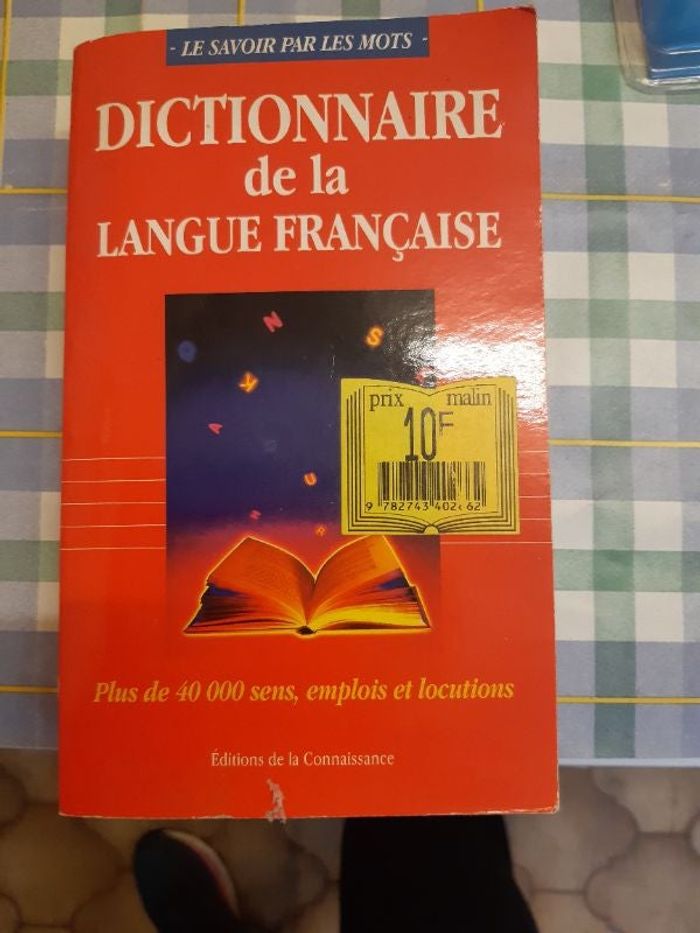 - LE SAVOIR PAR LES MOTS -
DICTIONNAIRE
de la
LANGUE FRANÇAISE
prix malin
10F
Plus de 40 000 sens, emplois et locutions
Éditions de la Connaissance